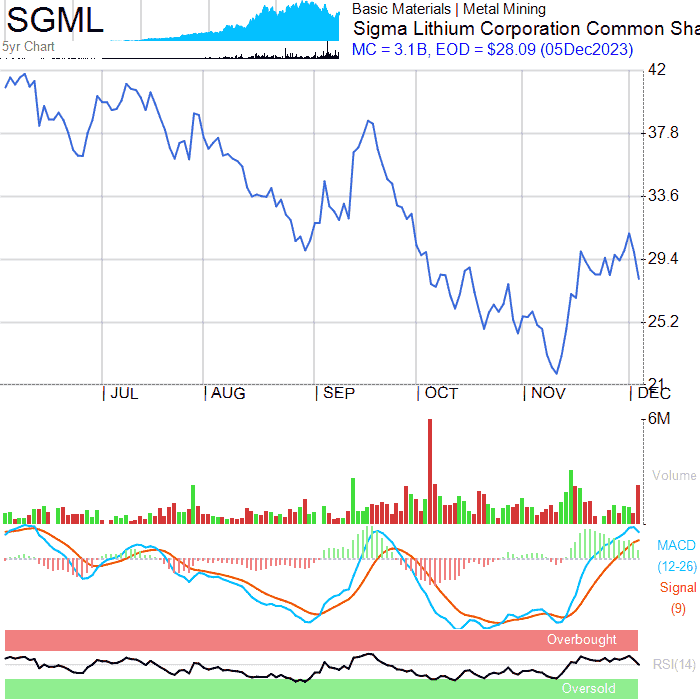 SGML
5yr Chart
Basic Materials | Metal Mining
Sigma Lithium Corporation Common Sha
MC = 3.1B, EOD = $28.09 (05Dec2023)
42
37.8
33.6
29.4
25.2
21
| JUL | AUG | SEP | OCT | NOV | DEC
6M
Volume
MACD
(12-26)
Signal
(9)
Overbought
RSI(14)
Oversold